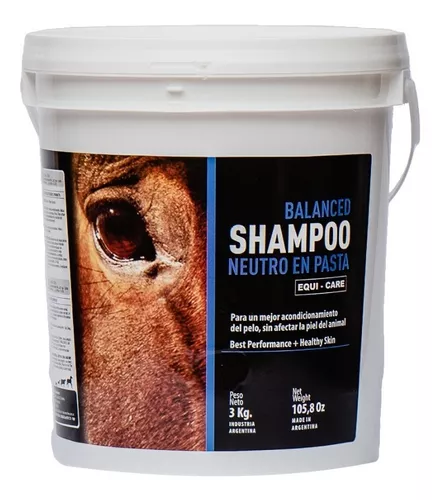 BALANCED
SHAMPOO
NEUTRO EN PASTA
EQUI - CARE
Para un mejor acondicionamiento
del pelo, sin afectar la piel del animal
Best Performance + Healthy Skin
Peso
Neto
3 Kg.
INDUSTRIA
ARGENTINA
Net
Weight
105,8 Oz
MADE IN
ARGENTINA